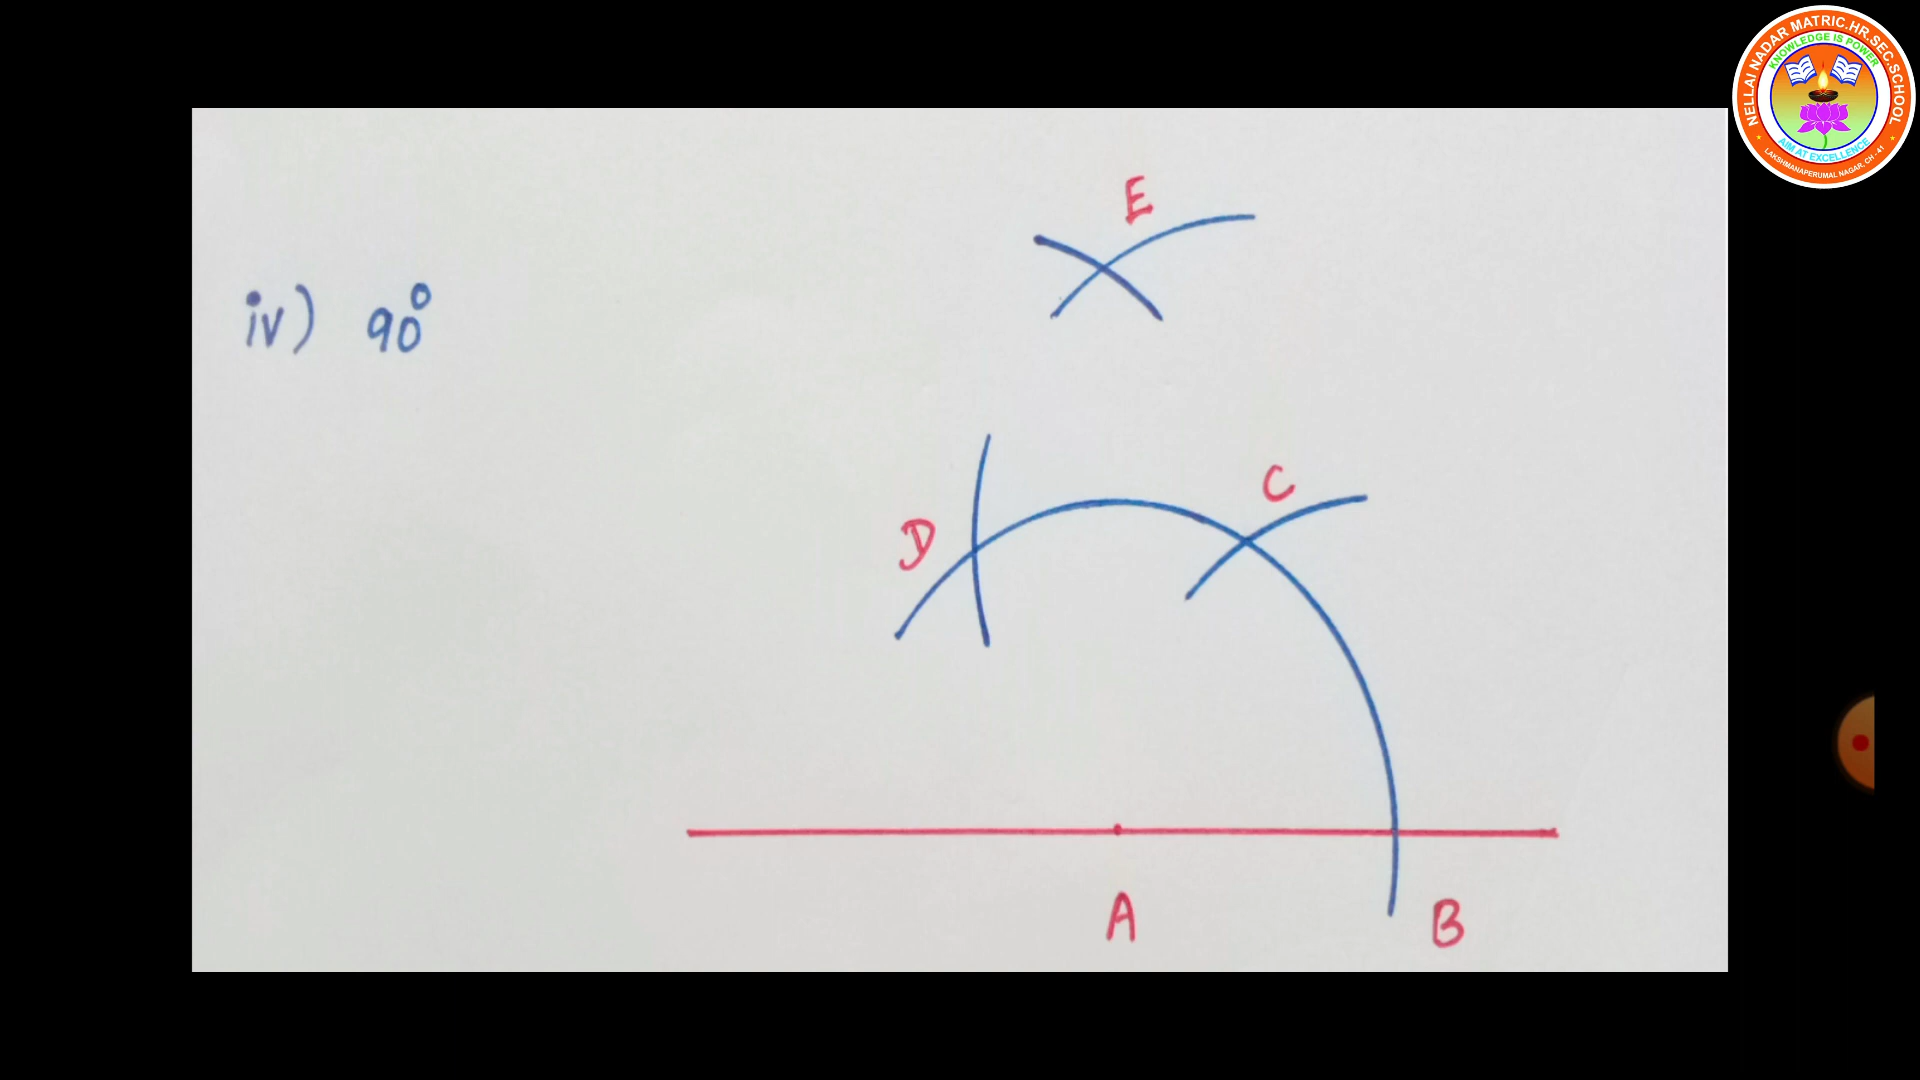 NELLAI NADAR MATRIC.HR.SEC.SCHOOL
KNOWLEDGE IS POWER
AIM AT EXCELLENCE
LAKSHMANAPERUMAL NAGAR, CH - 41
E
iv) 90°
C
D
A
B